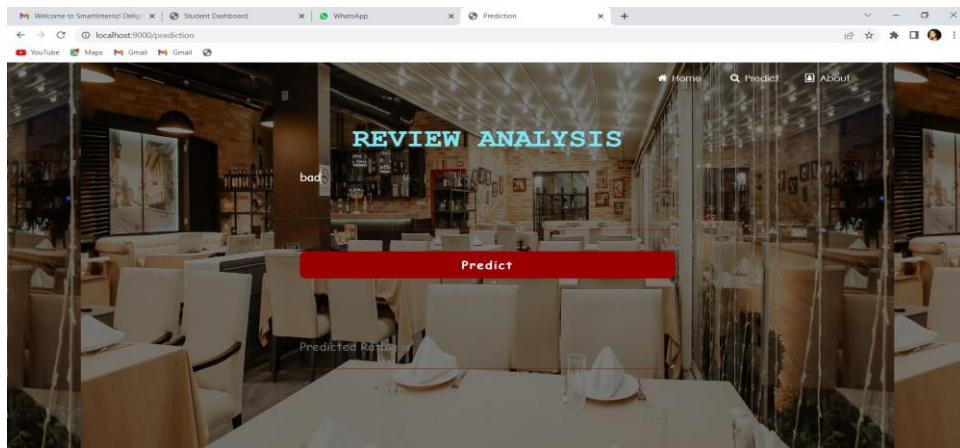 Welcome to SmartInternz! Delig
Student Dashboard
WhatsApp
Prediction
localhost:9000/prediction
YouTube
Maps
Gmail
Gmail
Home
Predict
About
REVIEW ANALYSIS
bad
Predict
Predicted Rating